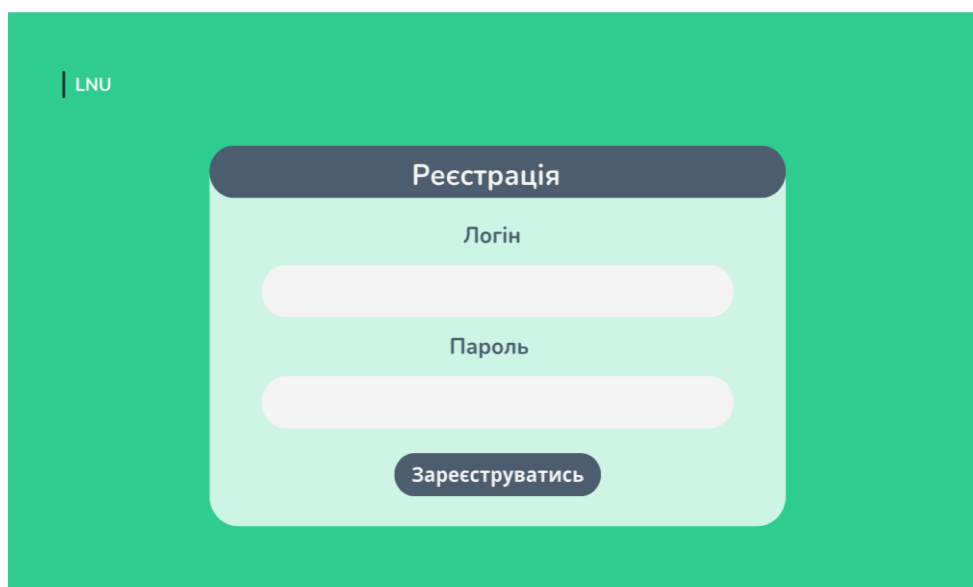 LNU
Реєстрація
Логін
Пароль
Зареєструватись